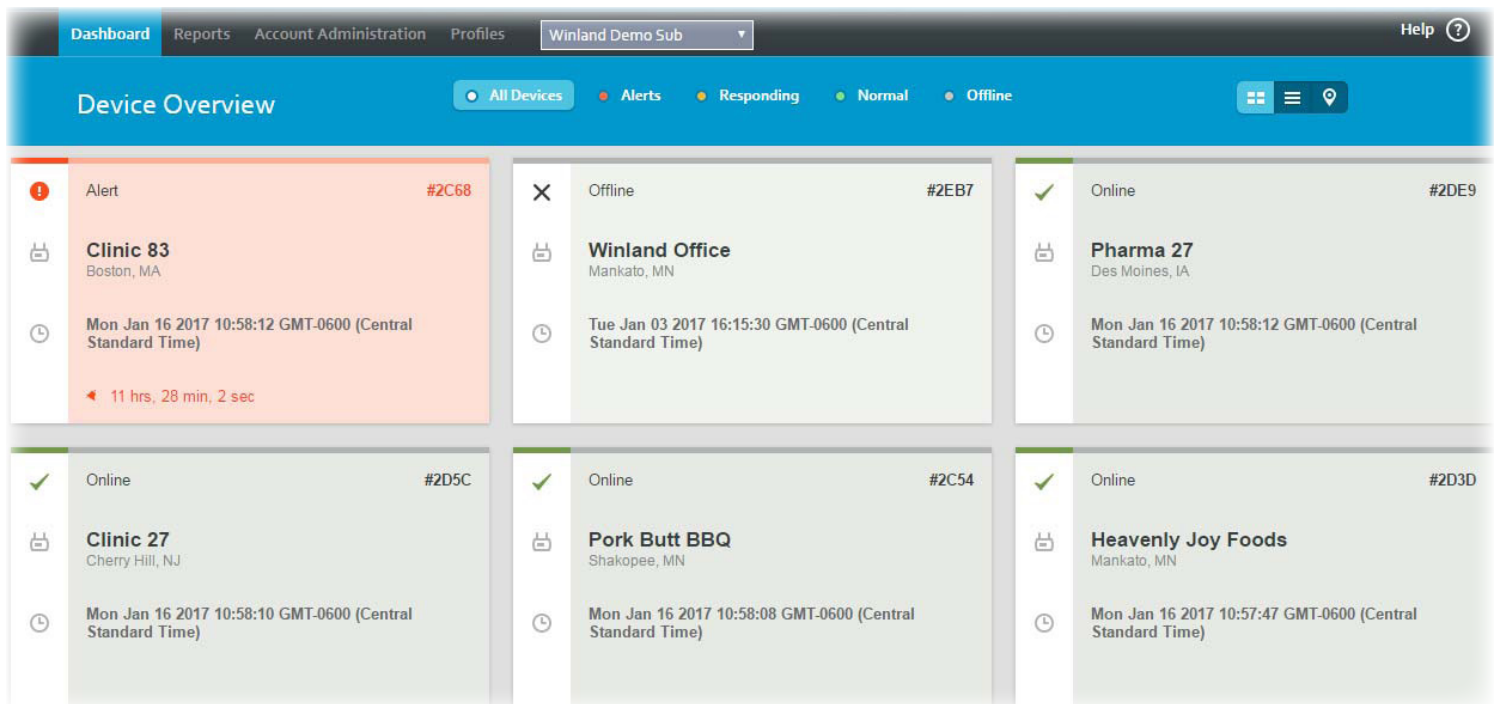 Dashboard Reports Account Administration Profiles Winland Demo Sub Help ?
Device Overview All Devices Alerts Responding Normal Offline
Alert #2C68
Clinic 83
Boston, MA
Mon Jan 16 2017 10:58:12 GMT-0600 (Central
Standard Time)
11 hrs, 28 min, 2 sec
Offline #2EB7
Winland Office
Mankato, MN
Tue Jan 03 2017 16:15:30 GMT-0600 (Central
Standard Time)
Online #2DE9
Pharma 27
Des Moines, IA
Mon Jan 16 2017 10:58:12 GMT-0600 (Central
Standard Time)
Online #2D5C
Clinic 27
Cherry Hill, NJ
Mon Jan 16 2017 10:58:10 GMT-0600 (Central
Standard Time)
Online #2C54
Pork Butt BBQ
Shakopee, MN
Mon Jan 16 2017 10:58:08 GMT-0600 (Central
Standard Time)
Online #2D3D
Heavenly Joy Foods
Mankato, MN
Mon Jan 16 2017 10:57:47 GMT-0600 (Central
Standard Time)